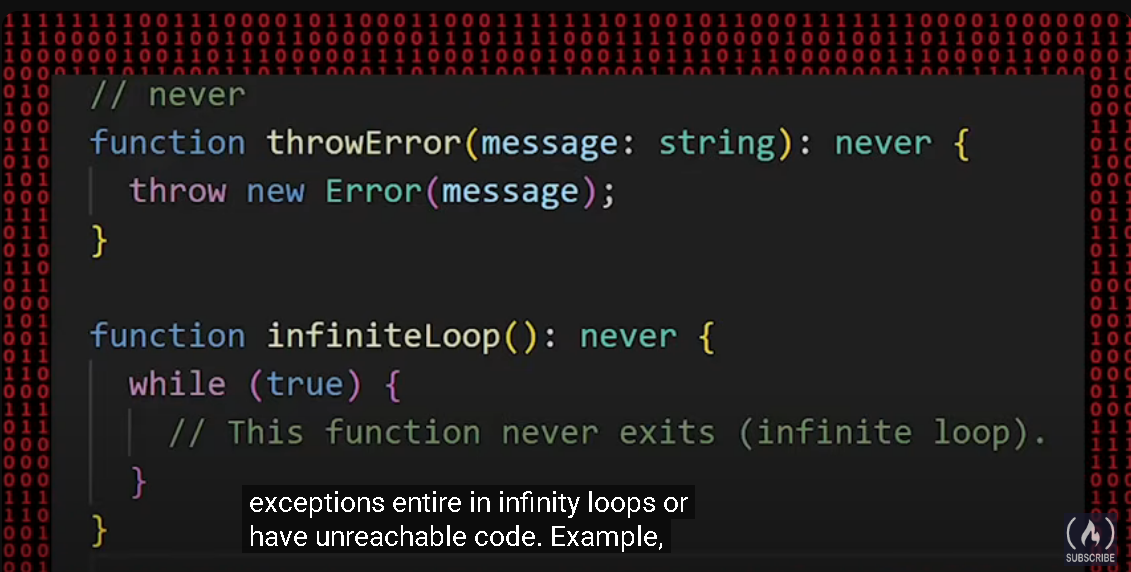 // never
function throwError(message: string): never {
throw new Error(message);
}
function infiniteLoop(): never {
while (true) {
// This function never exits (infinite loop).
}
}
exceptions entire in infinity loops or
have unreachable code. Example,
SUBSCRIBE